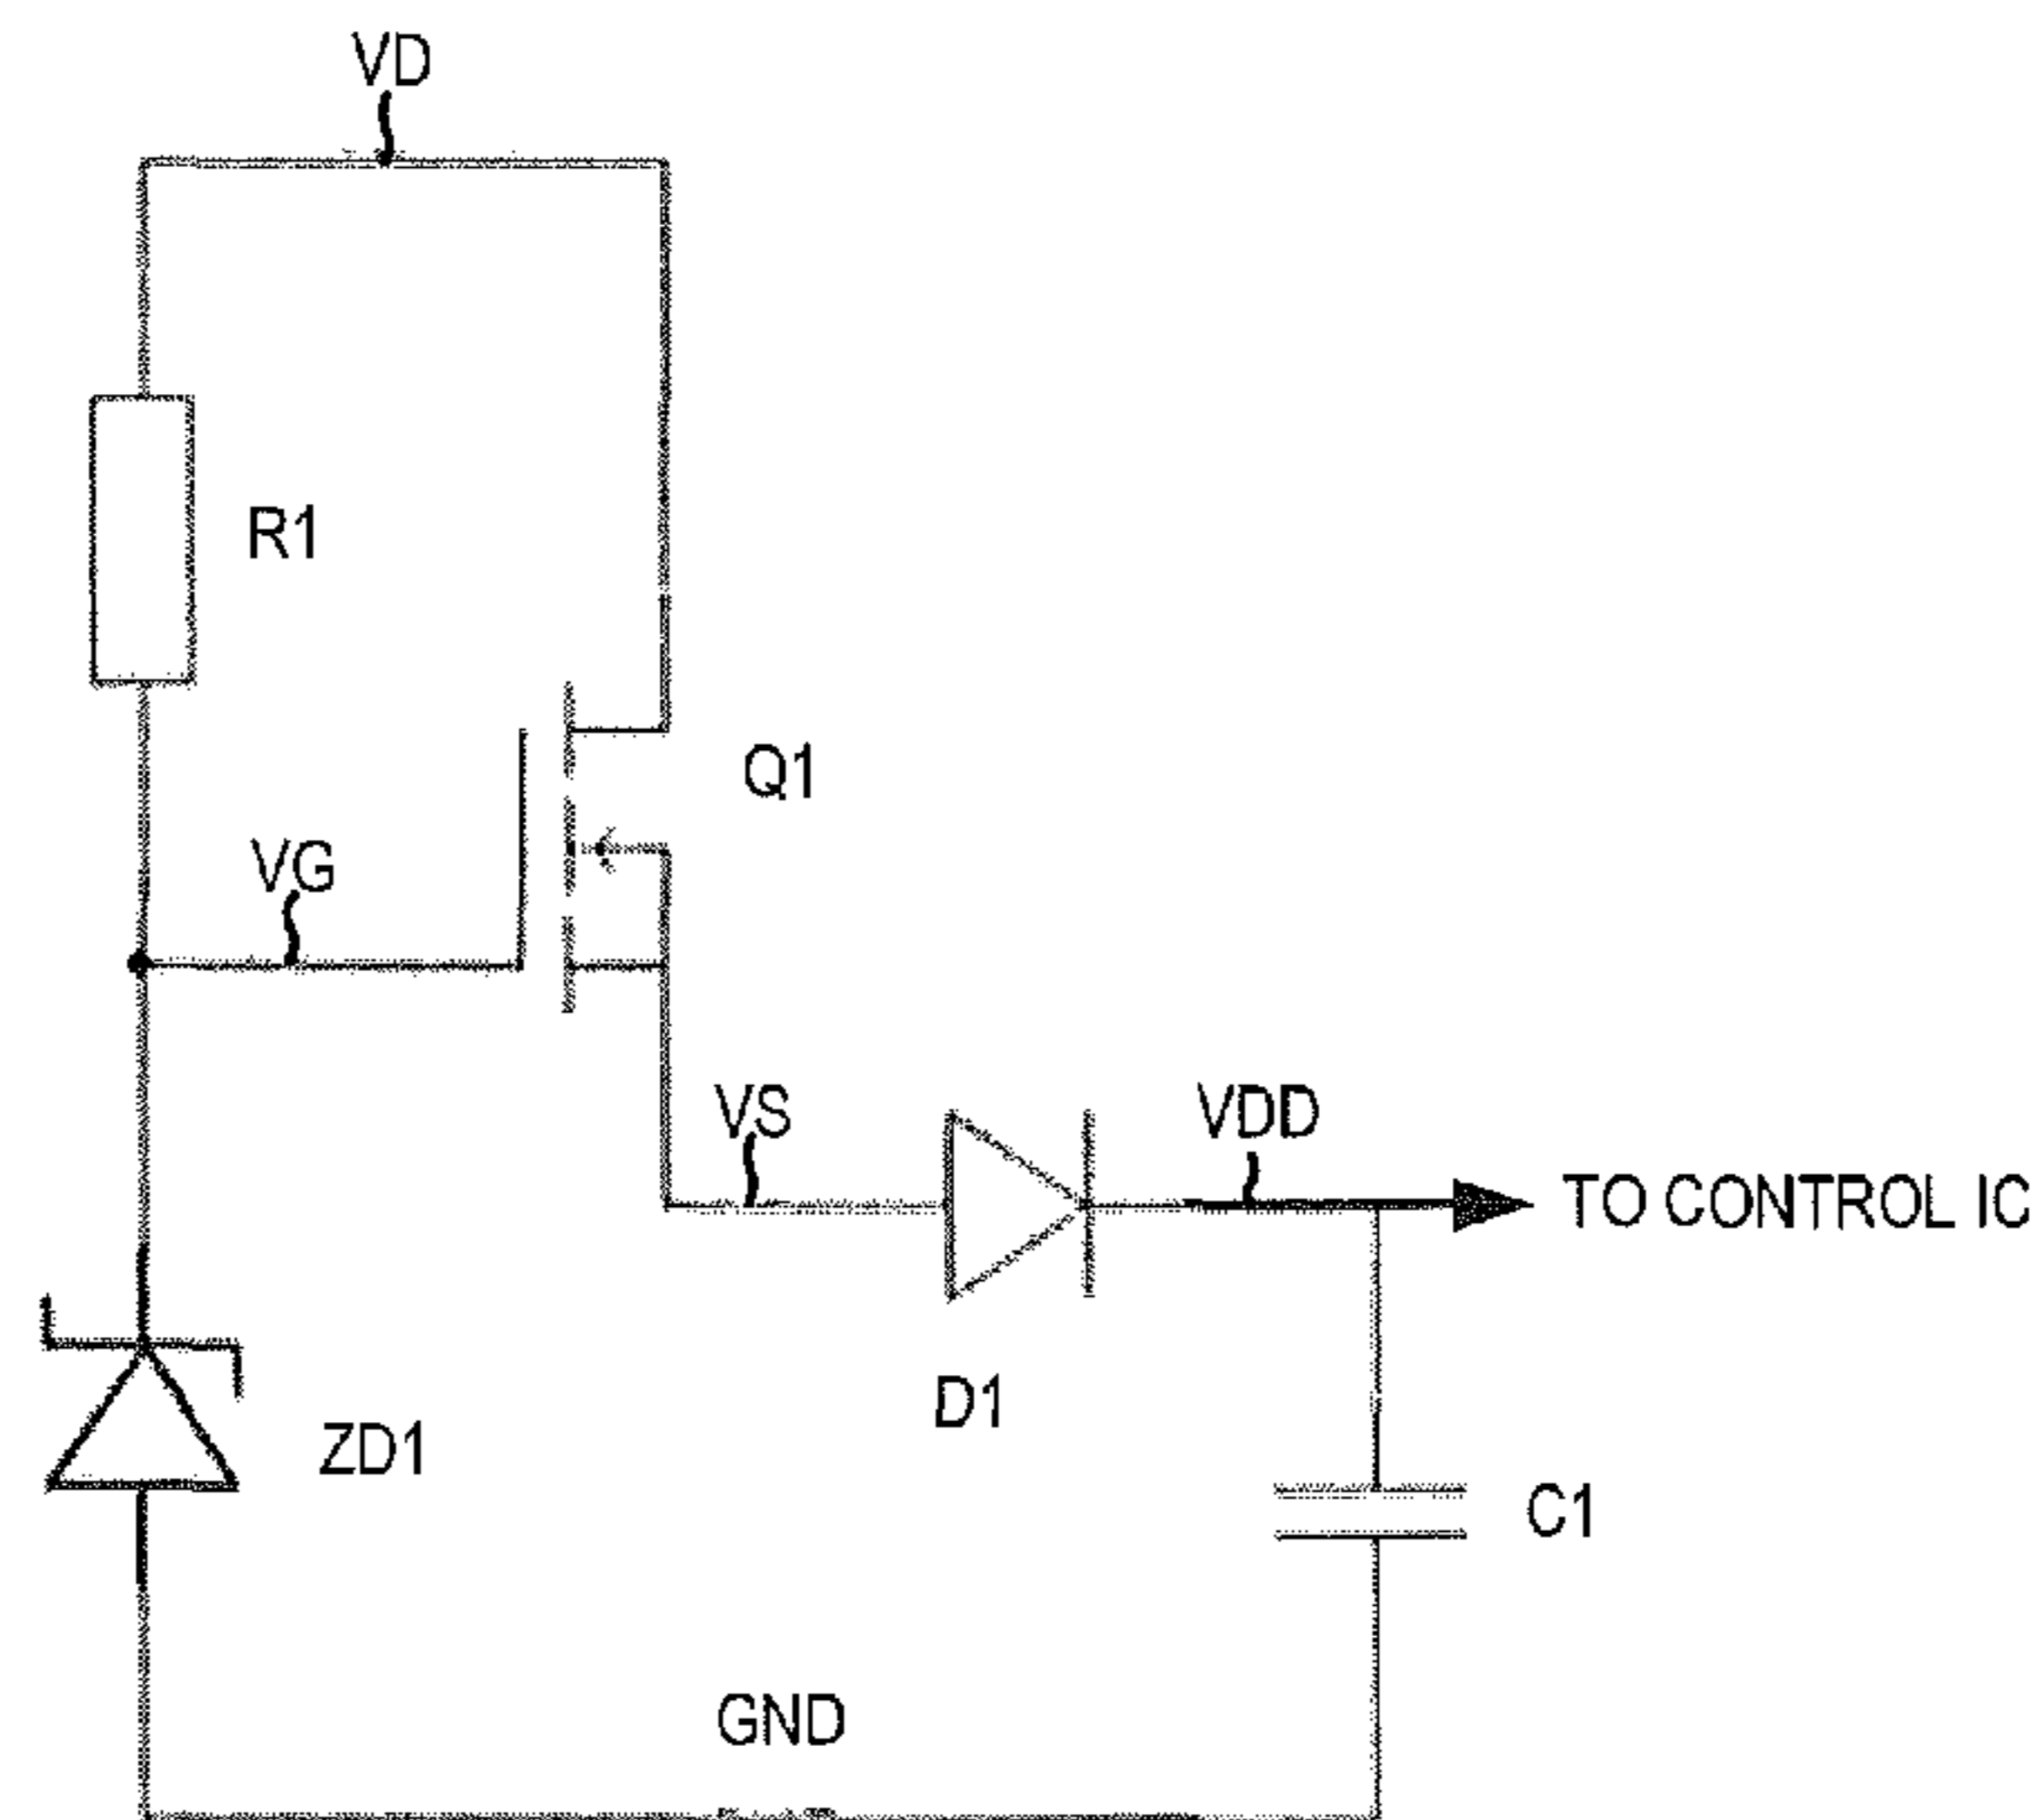 VD
R1
Q1
VG
VS
VDD
TO CONTROL IC
D1
ZD1
C1
GND